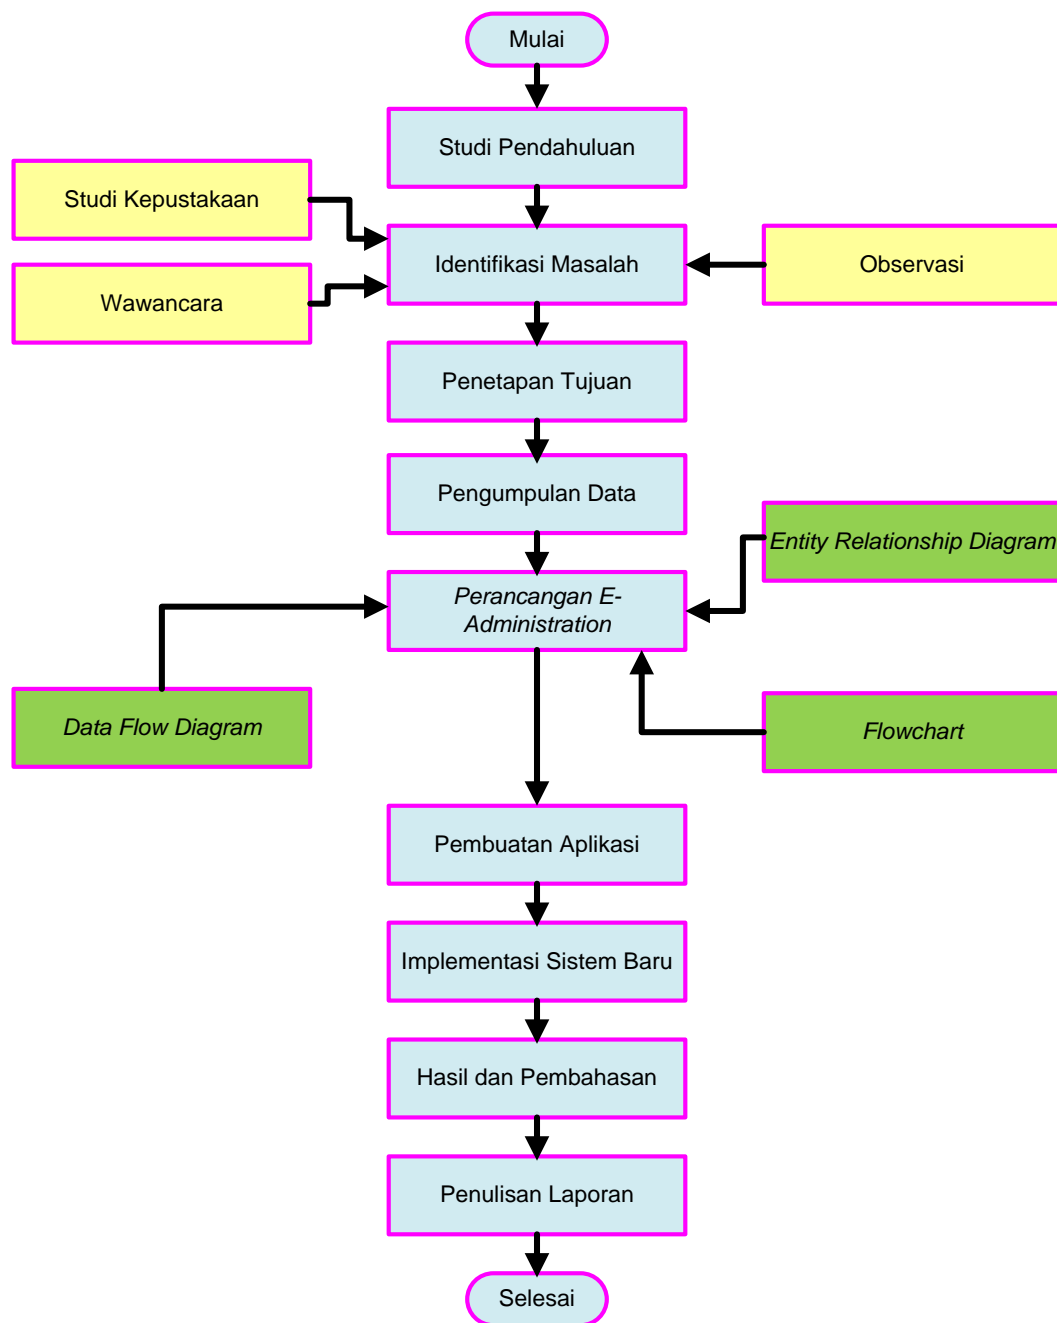 Mulai
Studi Pendahuluan
Studi Kepustakaan
Identifikasi Masalah
Observasi
Wawancara
Penetapan Tujuan
Pengumpulan Data
Entity Relationship Diagram
Perancangan E-
Administration
Data Flow Diagram
Flowchart
Pembuatan Aplikasi
Implementasi Sistem Baru
Hasil dan Pembahasan
Penulisan Laporan
Selesai